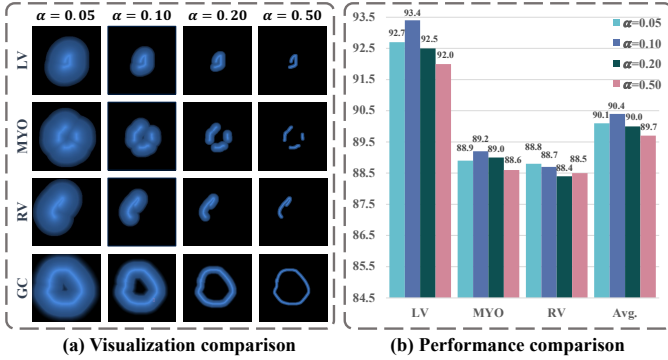 α = 0.05 α = 0.10 α = 0.20 α = 0.50
LV
MYO
RV
GC
(a) Visualization comparison
93.5
92.5
91.5
90.5
89.5
88.5
87.5
86.5
85.5
84.5
92.7 93.4 92.5 92.0
88.9 89.2 89.0 88.6
88.8 88.7 88.4 88.5
90.1 90.4 90.0 89.7
α=0.05
α=0.10
α=0.20
α=0.50
LV MYO RV Avg.
(b) Performance comparison